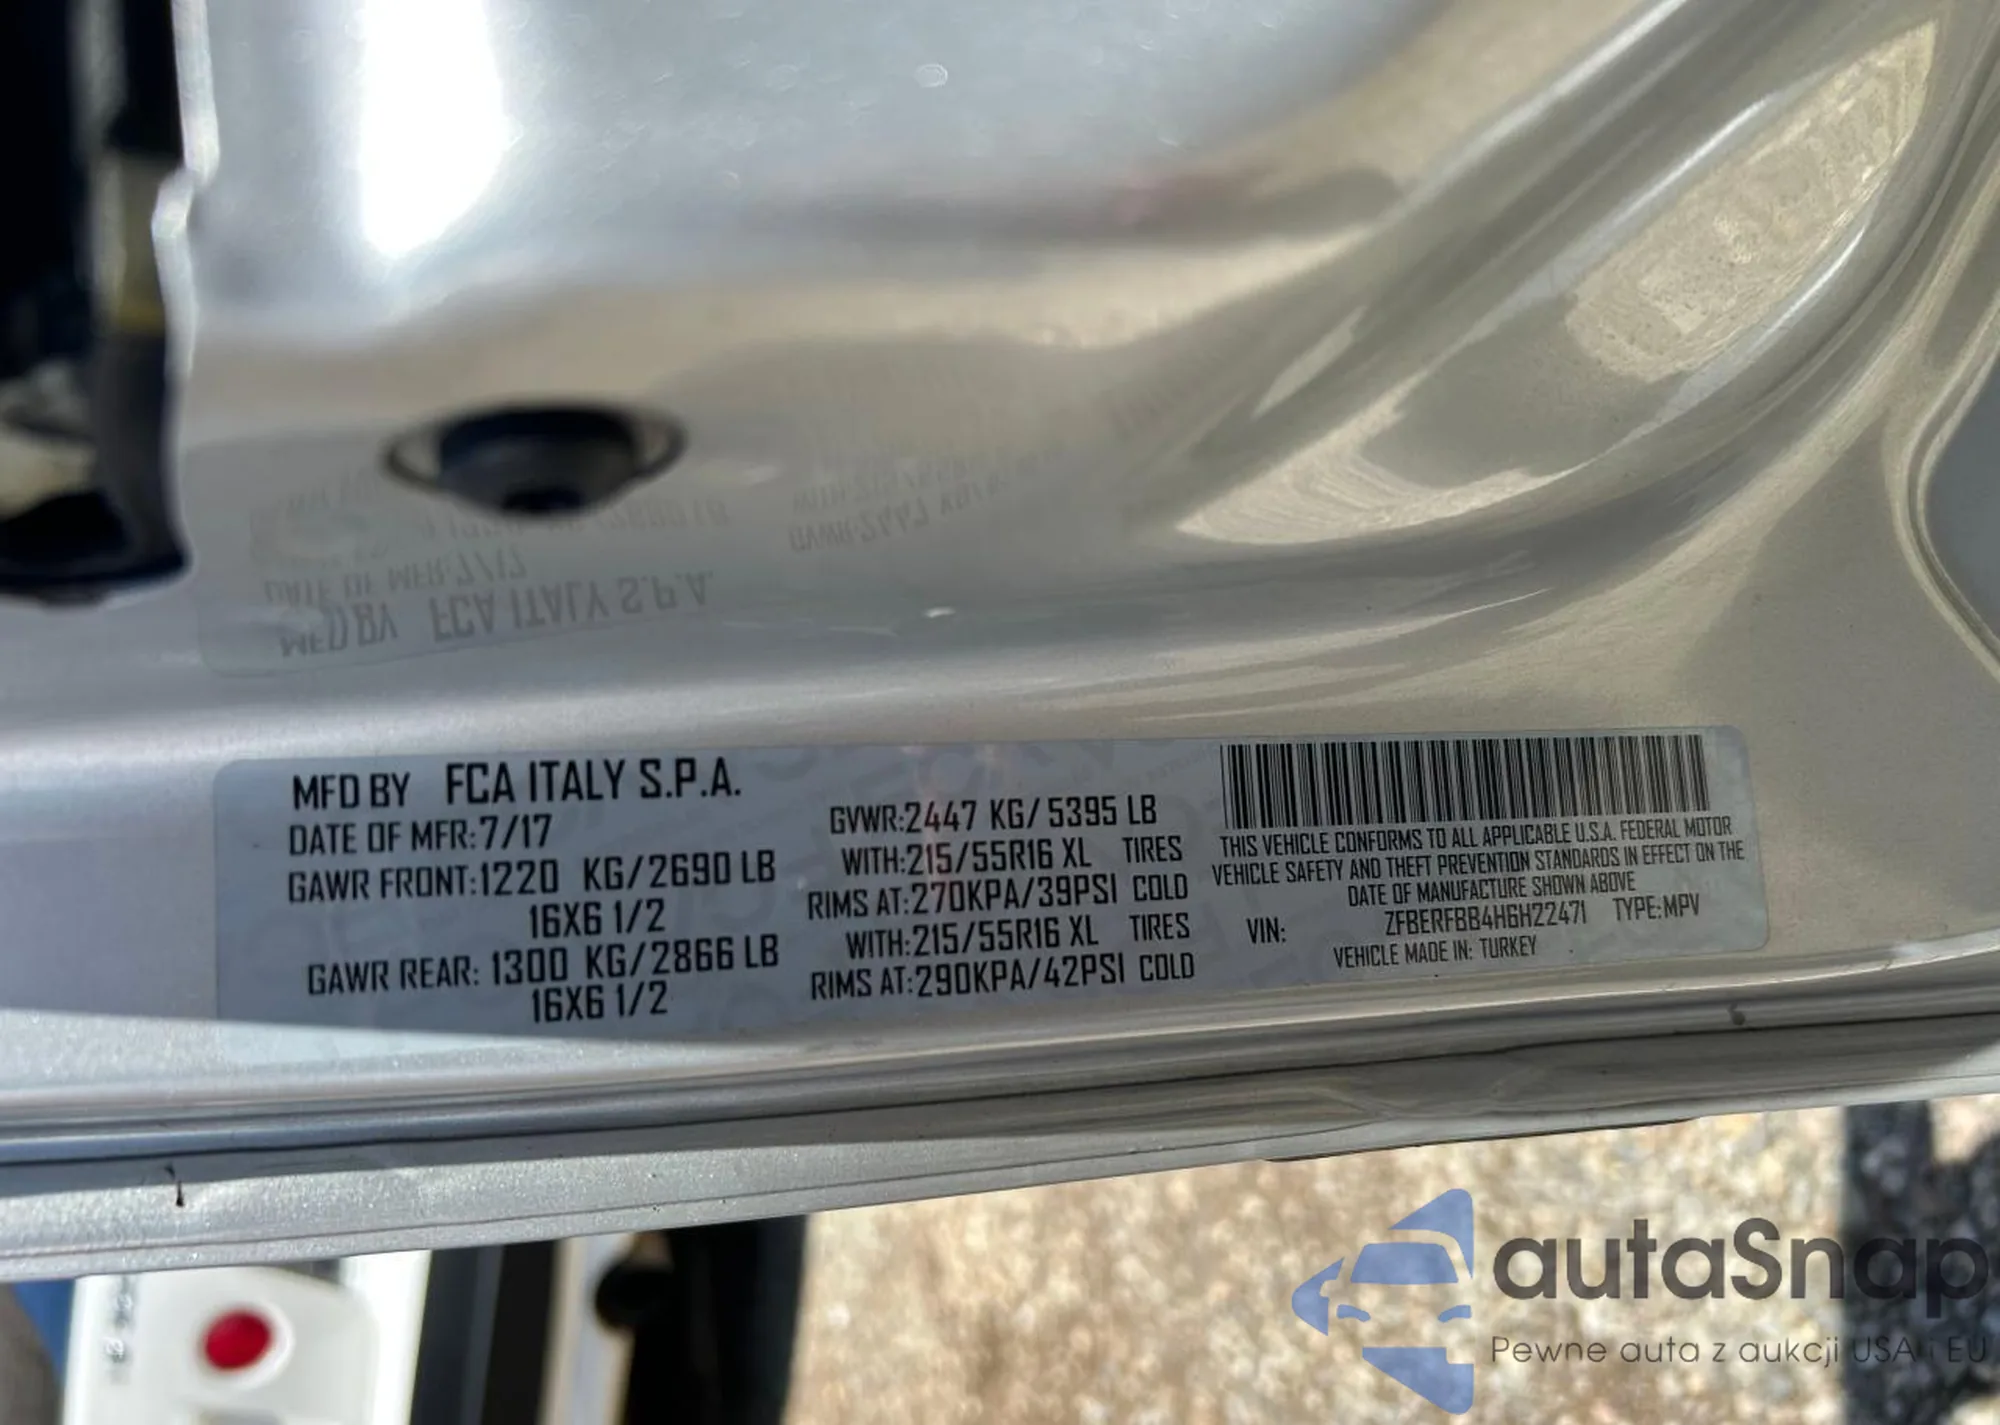 MFD BY FCA ITALY S.P.A.
DATE OF MFR:7/17
GAWR FRONT:1220 KG/2690 LB
16X6 1/2
GAWR REAR: 1300 KG/2866 LB
16X6 1/2
GVWR:2447 KG/ 5395 LB
WITH:215/55R16 XL TIRES
RIMS AT:270KPA/39PSI COLD
WITH:215/55R16 XL TIRES
RIMS AT:290KPA/42PSI COLD
THIS VEHICLE CONFORMS TO ALL APPLICABLE U.S.A. FEDERAL MOTOR
VEHICLE SAFETY AND THEFT PREVENTION STANDARDS IN EFFECT ON THE
DATE OF MANUFACTURE SHOWN ABOVE
VIN: ZFBERFBB4H6H22471 TYPE:MPV
VEHICLE MADE IN: TURKEY
autaSnap
Pewne auta z aukcji USA i EU